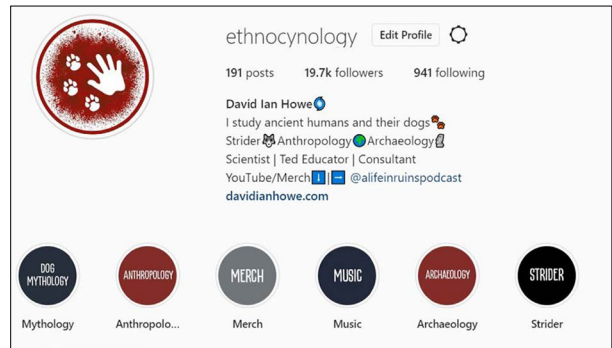 ethnocynology Edit Profile
191 posts 19.7k followers 941 following
David Ian Howe
I study ancient humans and their dogs
Strider Anthropology Archaeology
Scientist | Ted Educator | Consultant
YouTube/Merch | @alifeinruinspodcast
davidianhowe.com
DOG
MYTHOLOGY
ANTHROPOLOGY
MERCH
MUSIC
ARCHAEOLOGY
STRIDER
Mythology Anthropolo... Merch Music Archaeology Strider